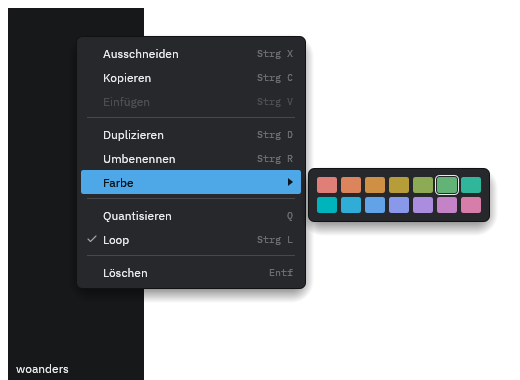 Ausschneiden Strg X
Kopieren Strg C
Einfügen Strg V
Duplizieren Strg D
Umbenennen Strg R
Farbe
Quantisieren Q
Loop Strg L
Löschen Entf
woanders